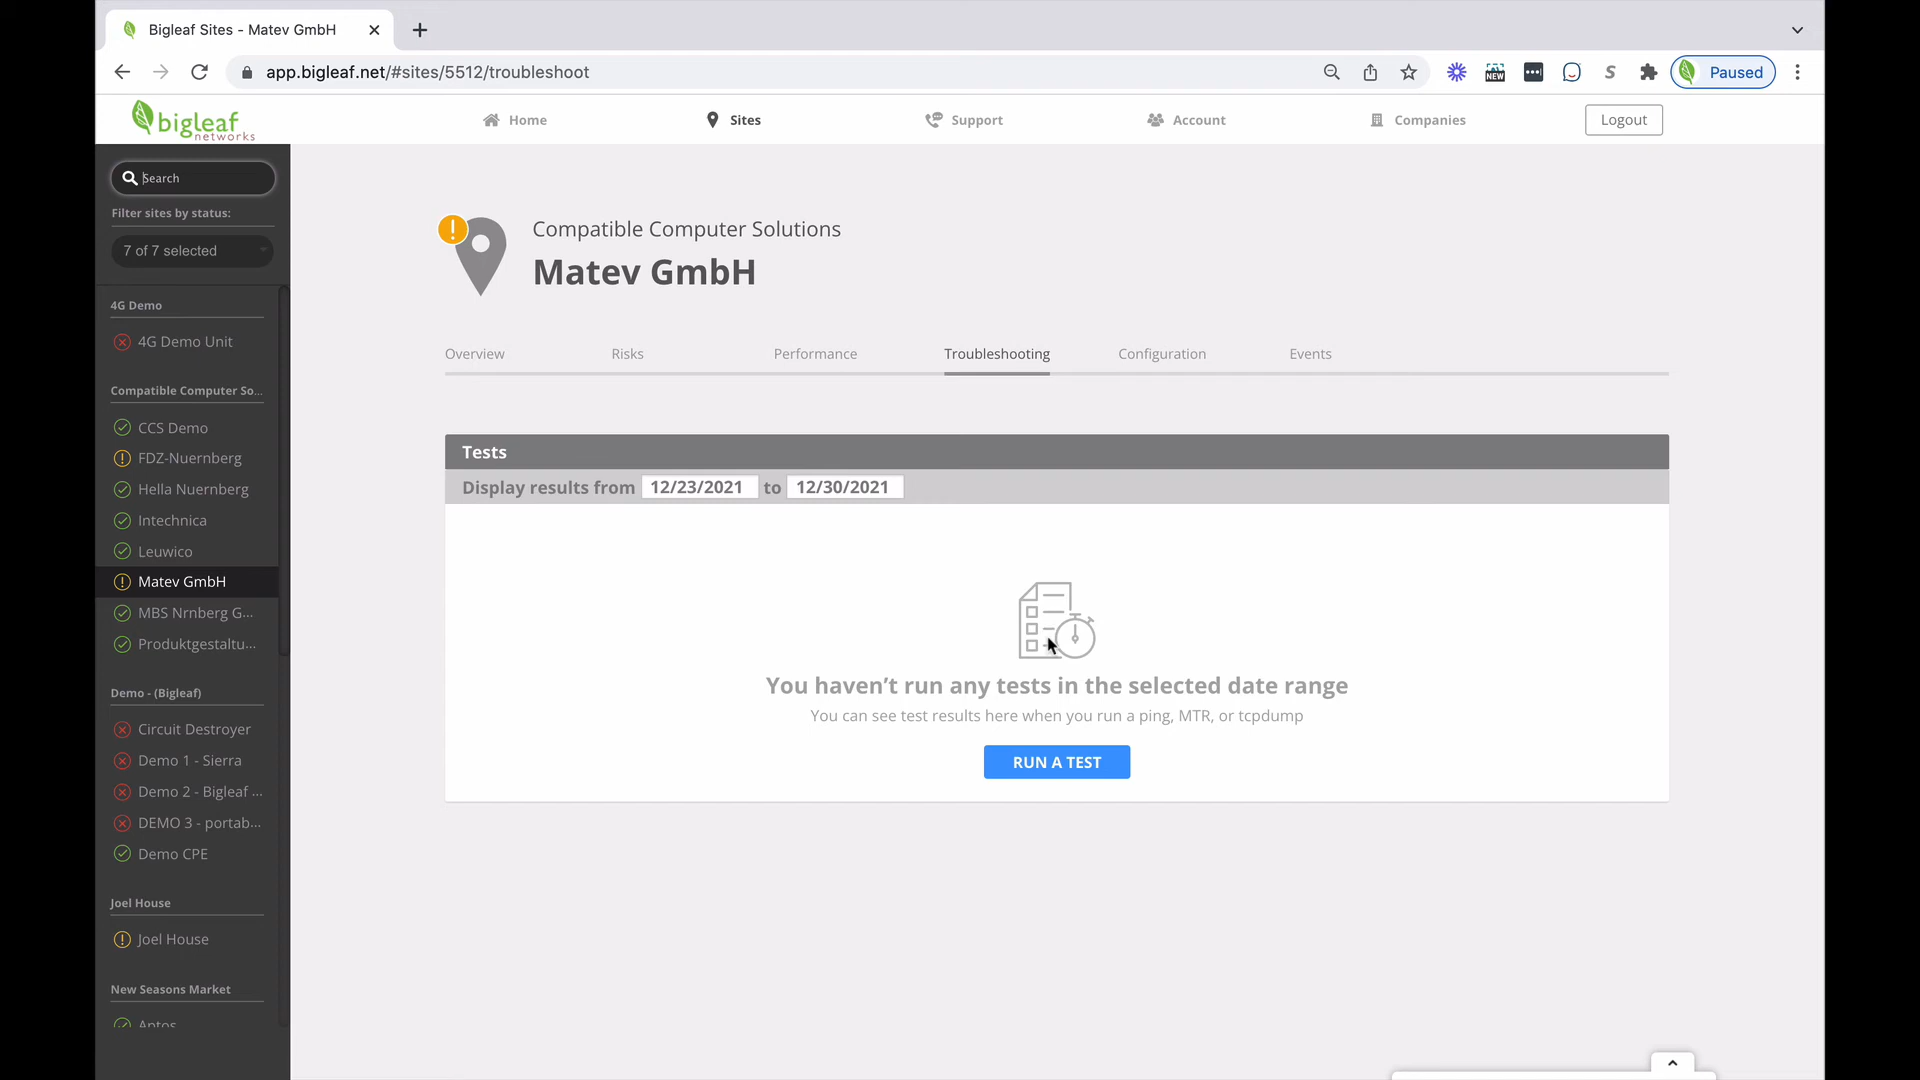 Bigleaf Sites - Matev GmbH
app.bigleaf.net/#sites/5512/troubleshoot
NEW
S
Paused
bigleaf
networks
Home
Sites
Support
Account
Companies
Logout
Search
Filter sites by status:
7 of 7 selected
4G Demo
4G Demo Unit
Compatible Computer So...
CCS Demo
FDZ-Nuernberg
Hella Nuernberg
Intechnica
Leuwico
Matev GmbH
MBS Nrnberg G...
Produktgestaltu...
Demo - (Bigleaf)
Circuit Destroyer
Demo 1 - Sierra
Demo 2 - Bigleaf ...
DEMO 3 - portab...
Demo CPE
Joel House
Joel House
New Seasons Market
Compatible Computer Solutions
Matev GmbH
Overview
Risks
Performance
Troubleshooting
Configuration
Events
Tests
Display results from 12/23/2021 to 12/30/2021
You haven't run any tests in the selected date range
You can see test results here when you run a ping, MTR, or tcpdump
RUN A TEST